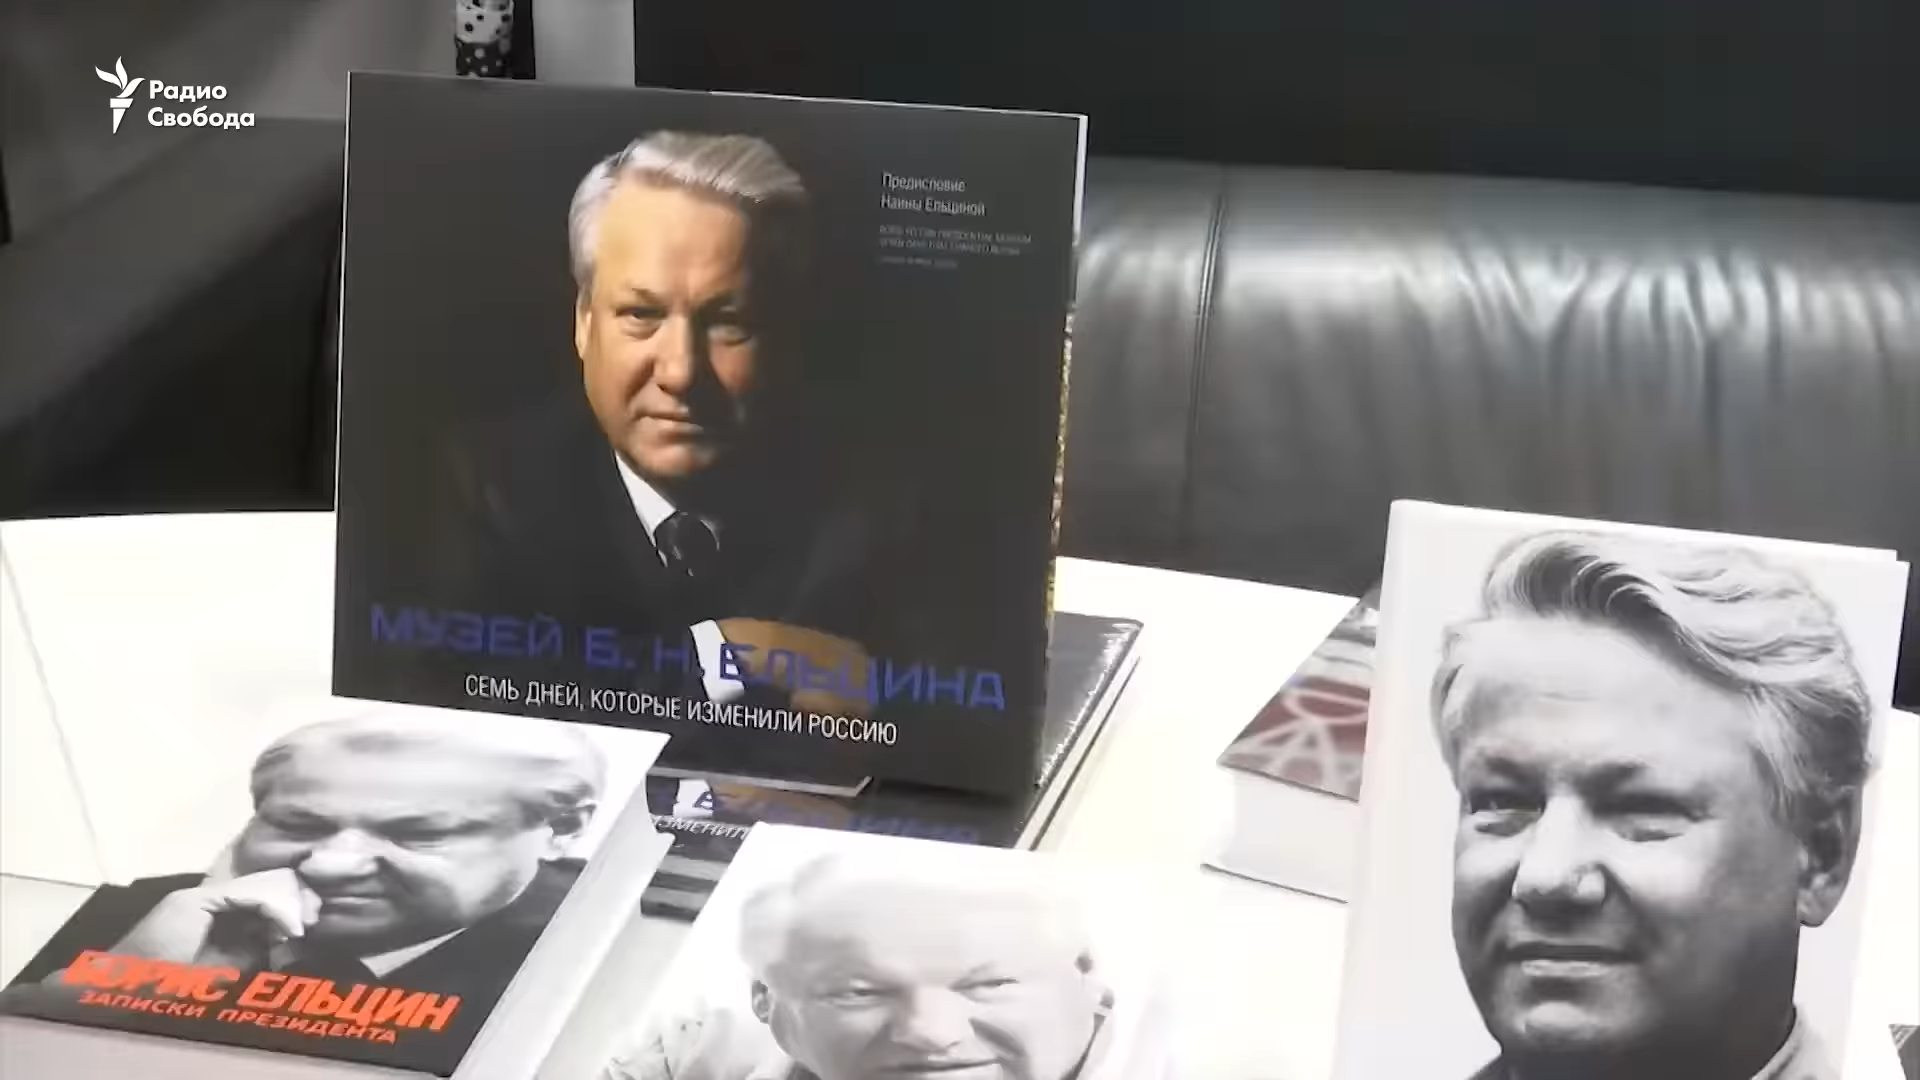 Радио
Свобода
Предисловие
Наины Ельциной
МУЗЕЙ Б. Н. ЕЛЬЦИНА
СЕМЬ ДНЕЙ, КОТОРЫЕ ИЗМЕНИЛИ РОССИЮ
БОРИС ЕЛЬЦИН
ЗАПИСКИ ПРЕЗИДЕНТА